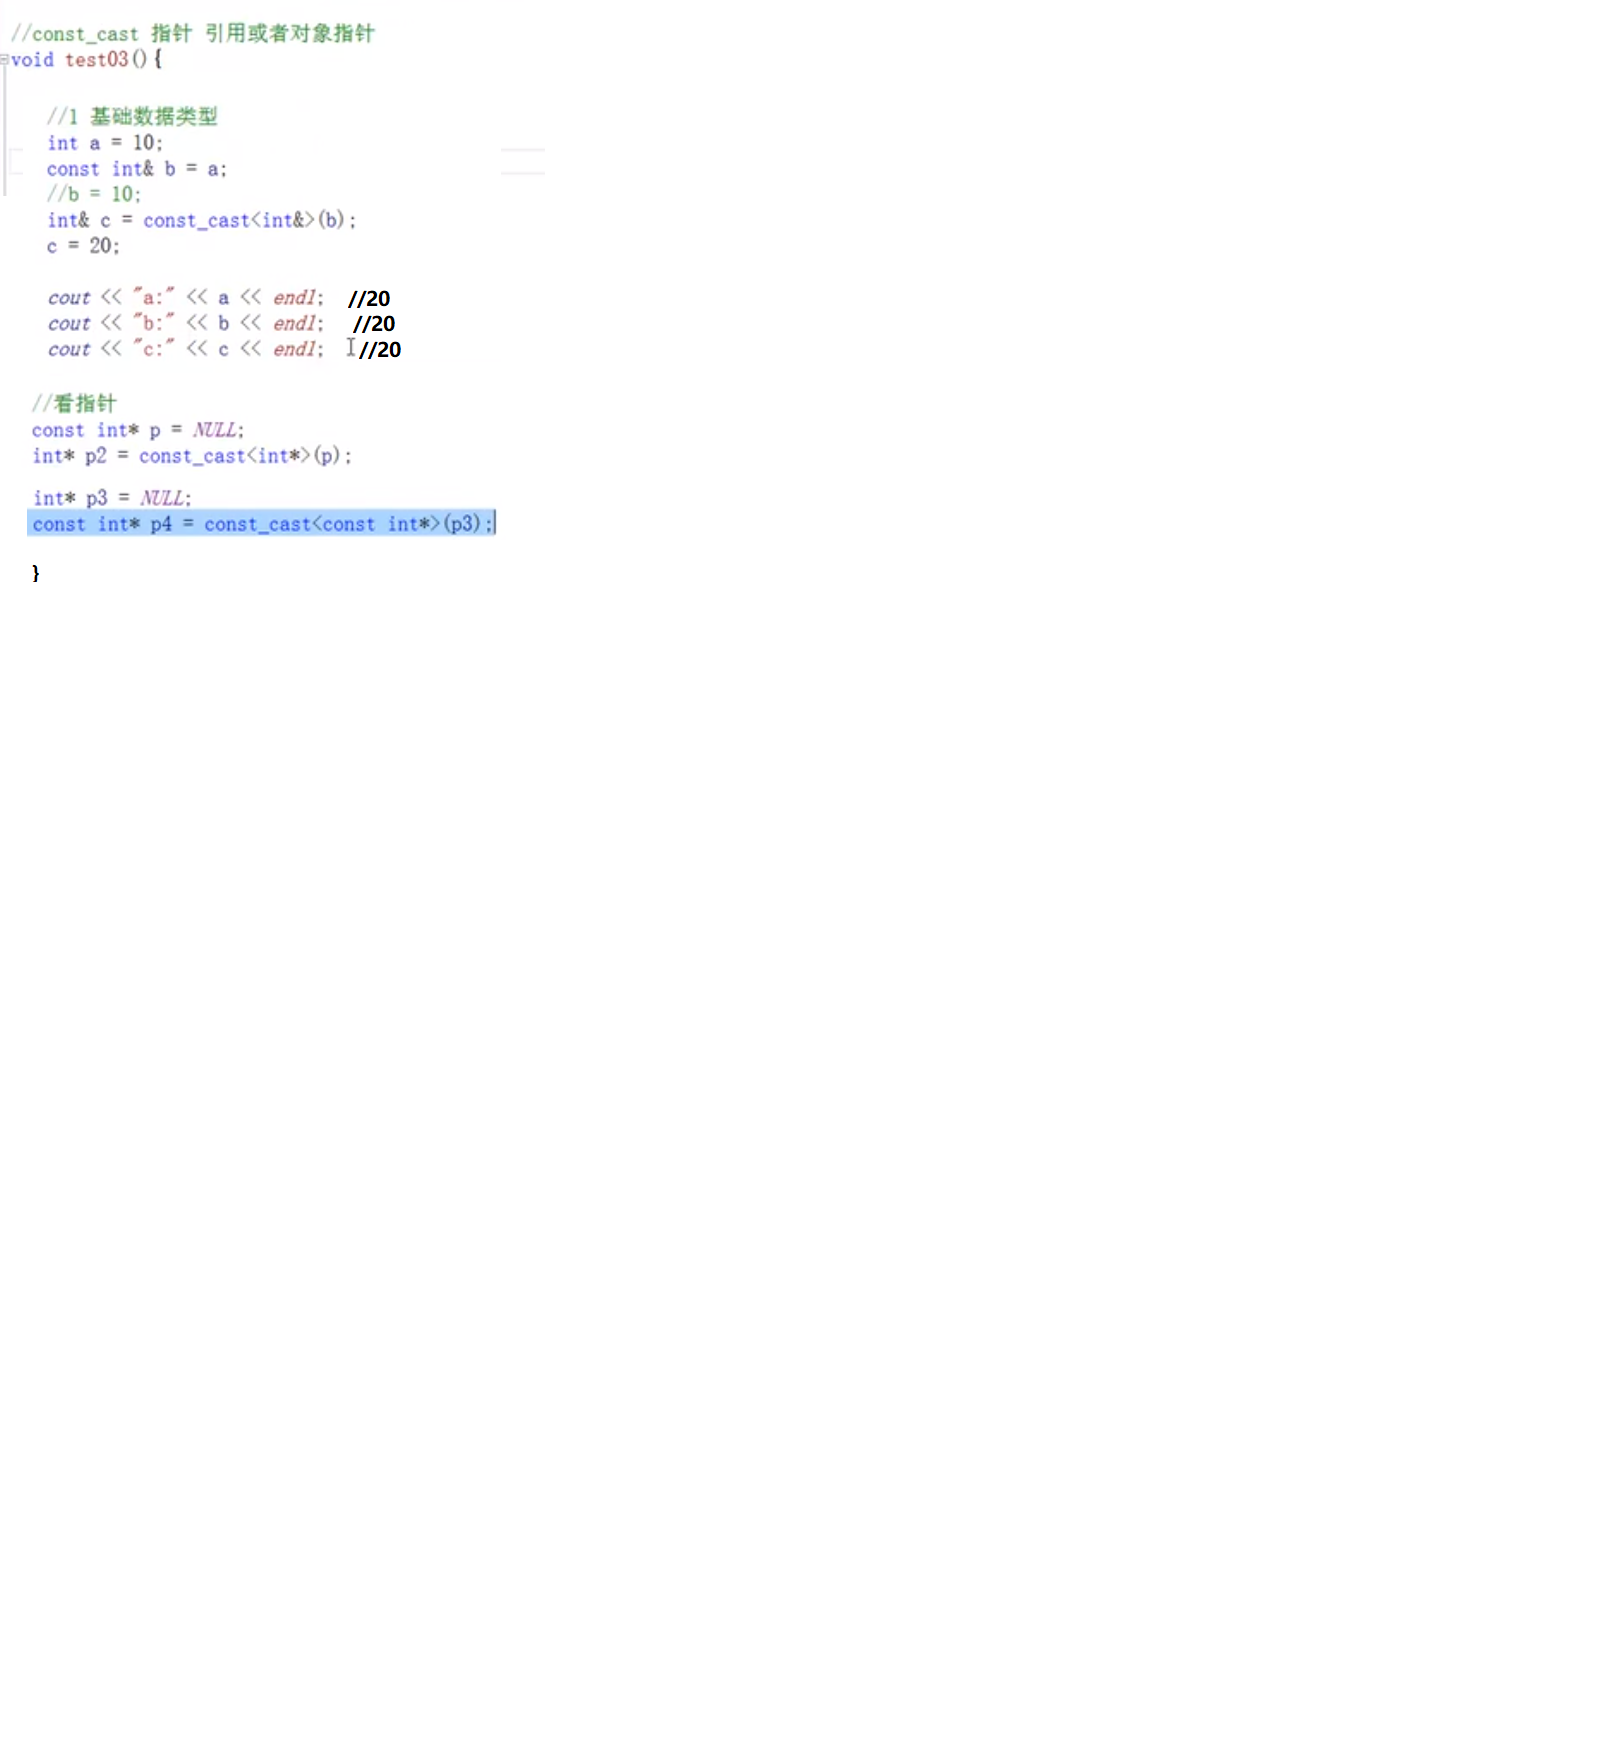 //const_cast 指针 引用或者对象指针
void test03(){
//1 基础数据类型
int a = 10;
const int& b = a;
//b = 10;
int& c = const_cast<int&>(b);
c = 20;
cout << "a:" << a << endl; //20
cout << "b:" << b << endl; //20
cout << "c:" << c << endl; //20
//看指针
const int* p = NULL;
int* p2 = const_cast<int*>(p);
int* p3 = NULL;
const int* p4 = const_cast<const int*>(p3);
}